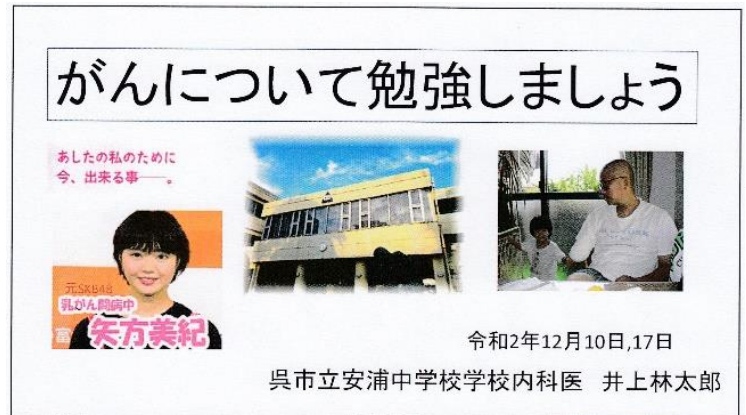 がんについて勉強しましょう
あしたの私のために
今、出来る事――。
元SKE48
乳がん闘病中
富
矢方美紀
令和2年12月10日,17日
呉市立安浦中学校学校内科医 井上林太郎